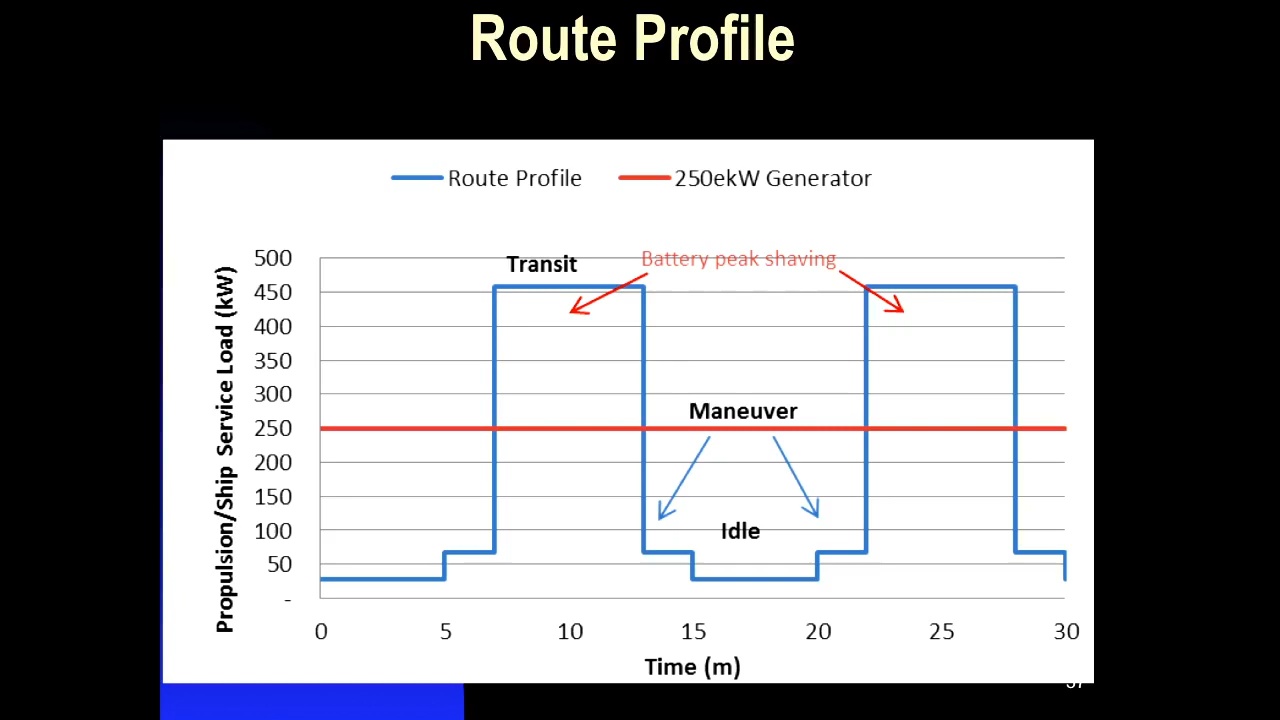 Route Profile
Route Profile 250ekW Generator
Propulsion/Ship Service Load (kW)
500
450
400
350
300
250
200
150
100
50
-
Transit
Battery peak shaving
Maneuver
Idle
0 5 10 15 20 25 30
Time (m)